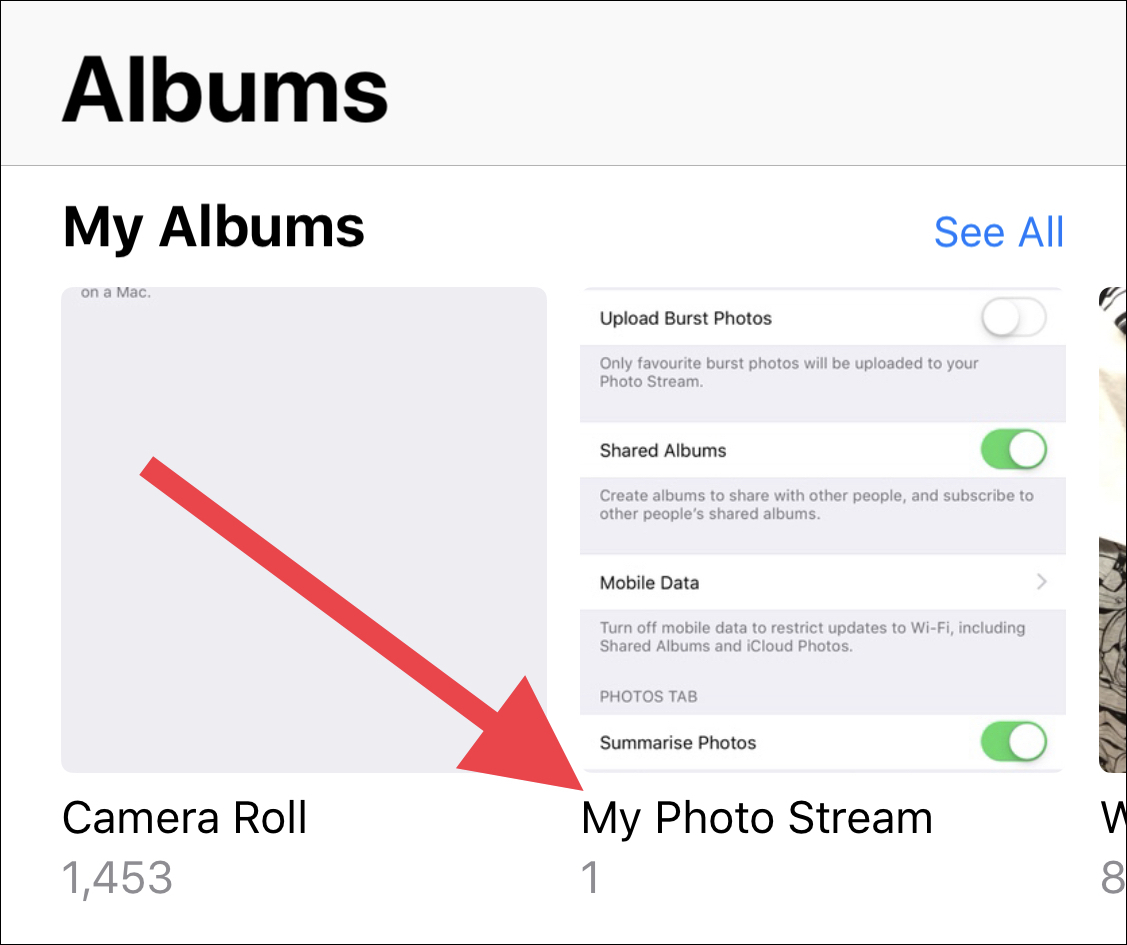 Albums
My Albums
See All
on a Mac.
Upload Burst Photos
Only favourite burst photos will be uploaded to your
Photo Stream.
Shared Albums
Create albums to share with other people, and subscribe to
other people's shared albums.
Mobile Data
Turn off mobile data to restrict updates to Wi-Fi, including
Shared Albums and iCloud Photos.
PHOTOS TAB
Summarise Photos
Camera Roll
1,453
My Photo Stream
1
W
8